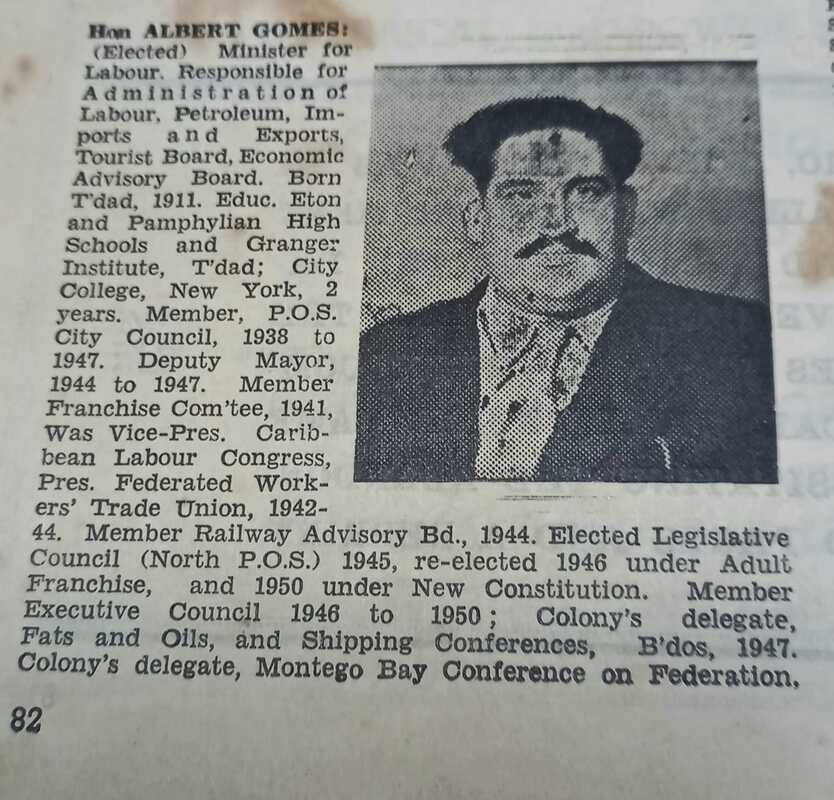 Hon ALBERT GOMES:
(Elected) Minister for
Labour. Responsible for
Administration of
Labour, Petroleum, Im-
ports and Exports,
Tourist Board, Economic
Advisory Board. Born
T'dad, 1911. Educ. Eton
and Pamphylian High
Schools and Granger
Institute, T'dad; City
College, New York, 2
years. Member, P.O.S.
City Council, 1938 to
1947. Deputy Mayor,
1944 to 1947. Member
Franchise Com'tee, 1941,
Was Vice-Pres. Carib-
bean Labour Congress,
Pres. Federated Work-
ers' Trade Union, 1942-
44. Member Railway Advisory Bd., 1944. Elected Legislative
Council (North P.O.S.) 1945, re-elected 1946 under Adult
Franchise, and 1950 under New Constitution. Member
Executive Council 1946 to 1950; Colony's delegate,
Fats and Oils, and Shipping Conferences, B'dos, 1947.
Colony's delegate, Montego Bay Conference on Federation,
82